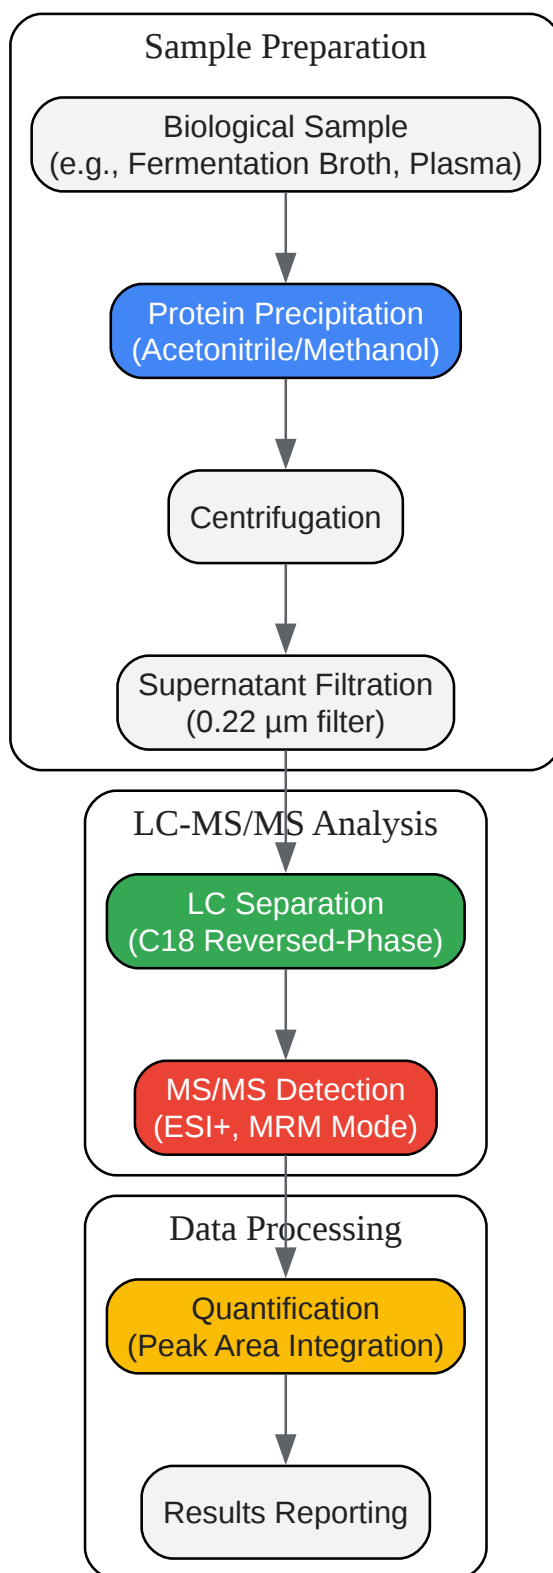 Sample Preparation
Biological Sample
(e.g., Fermentation Broth, Plasma)
Protein Precipitation
(Acetonitrile/Methanol)
Centrifugation
Supernatant Filtration
(0.22 µm filter)
LC-MS/MS Analysis
LC Separation
(C18 Reversed-Phase)
MS/MS Detection
(ESI+, MRM Mode)
Data Processing
Quantification
(Peak Area Integration)
Results Reporting